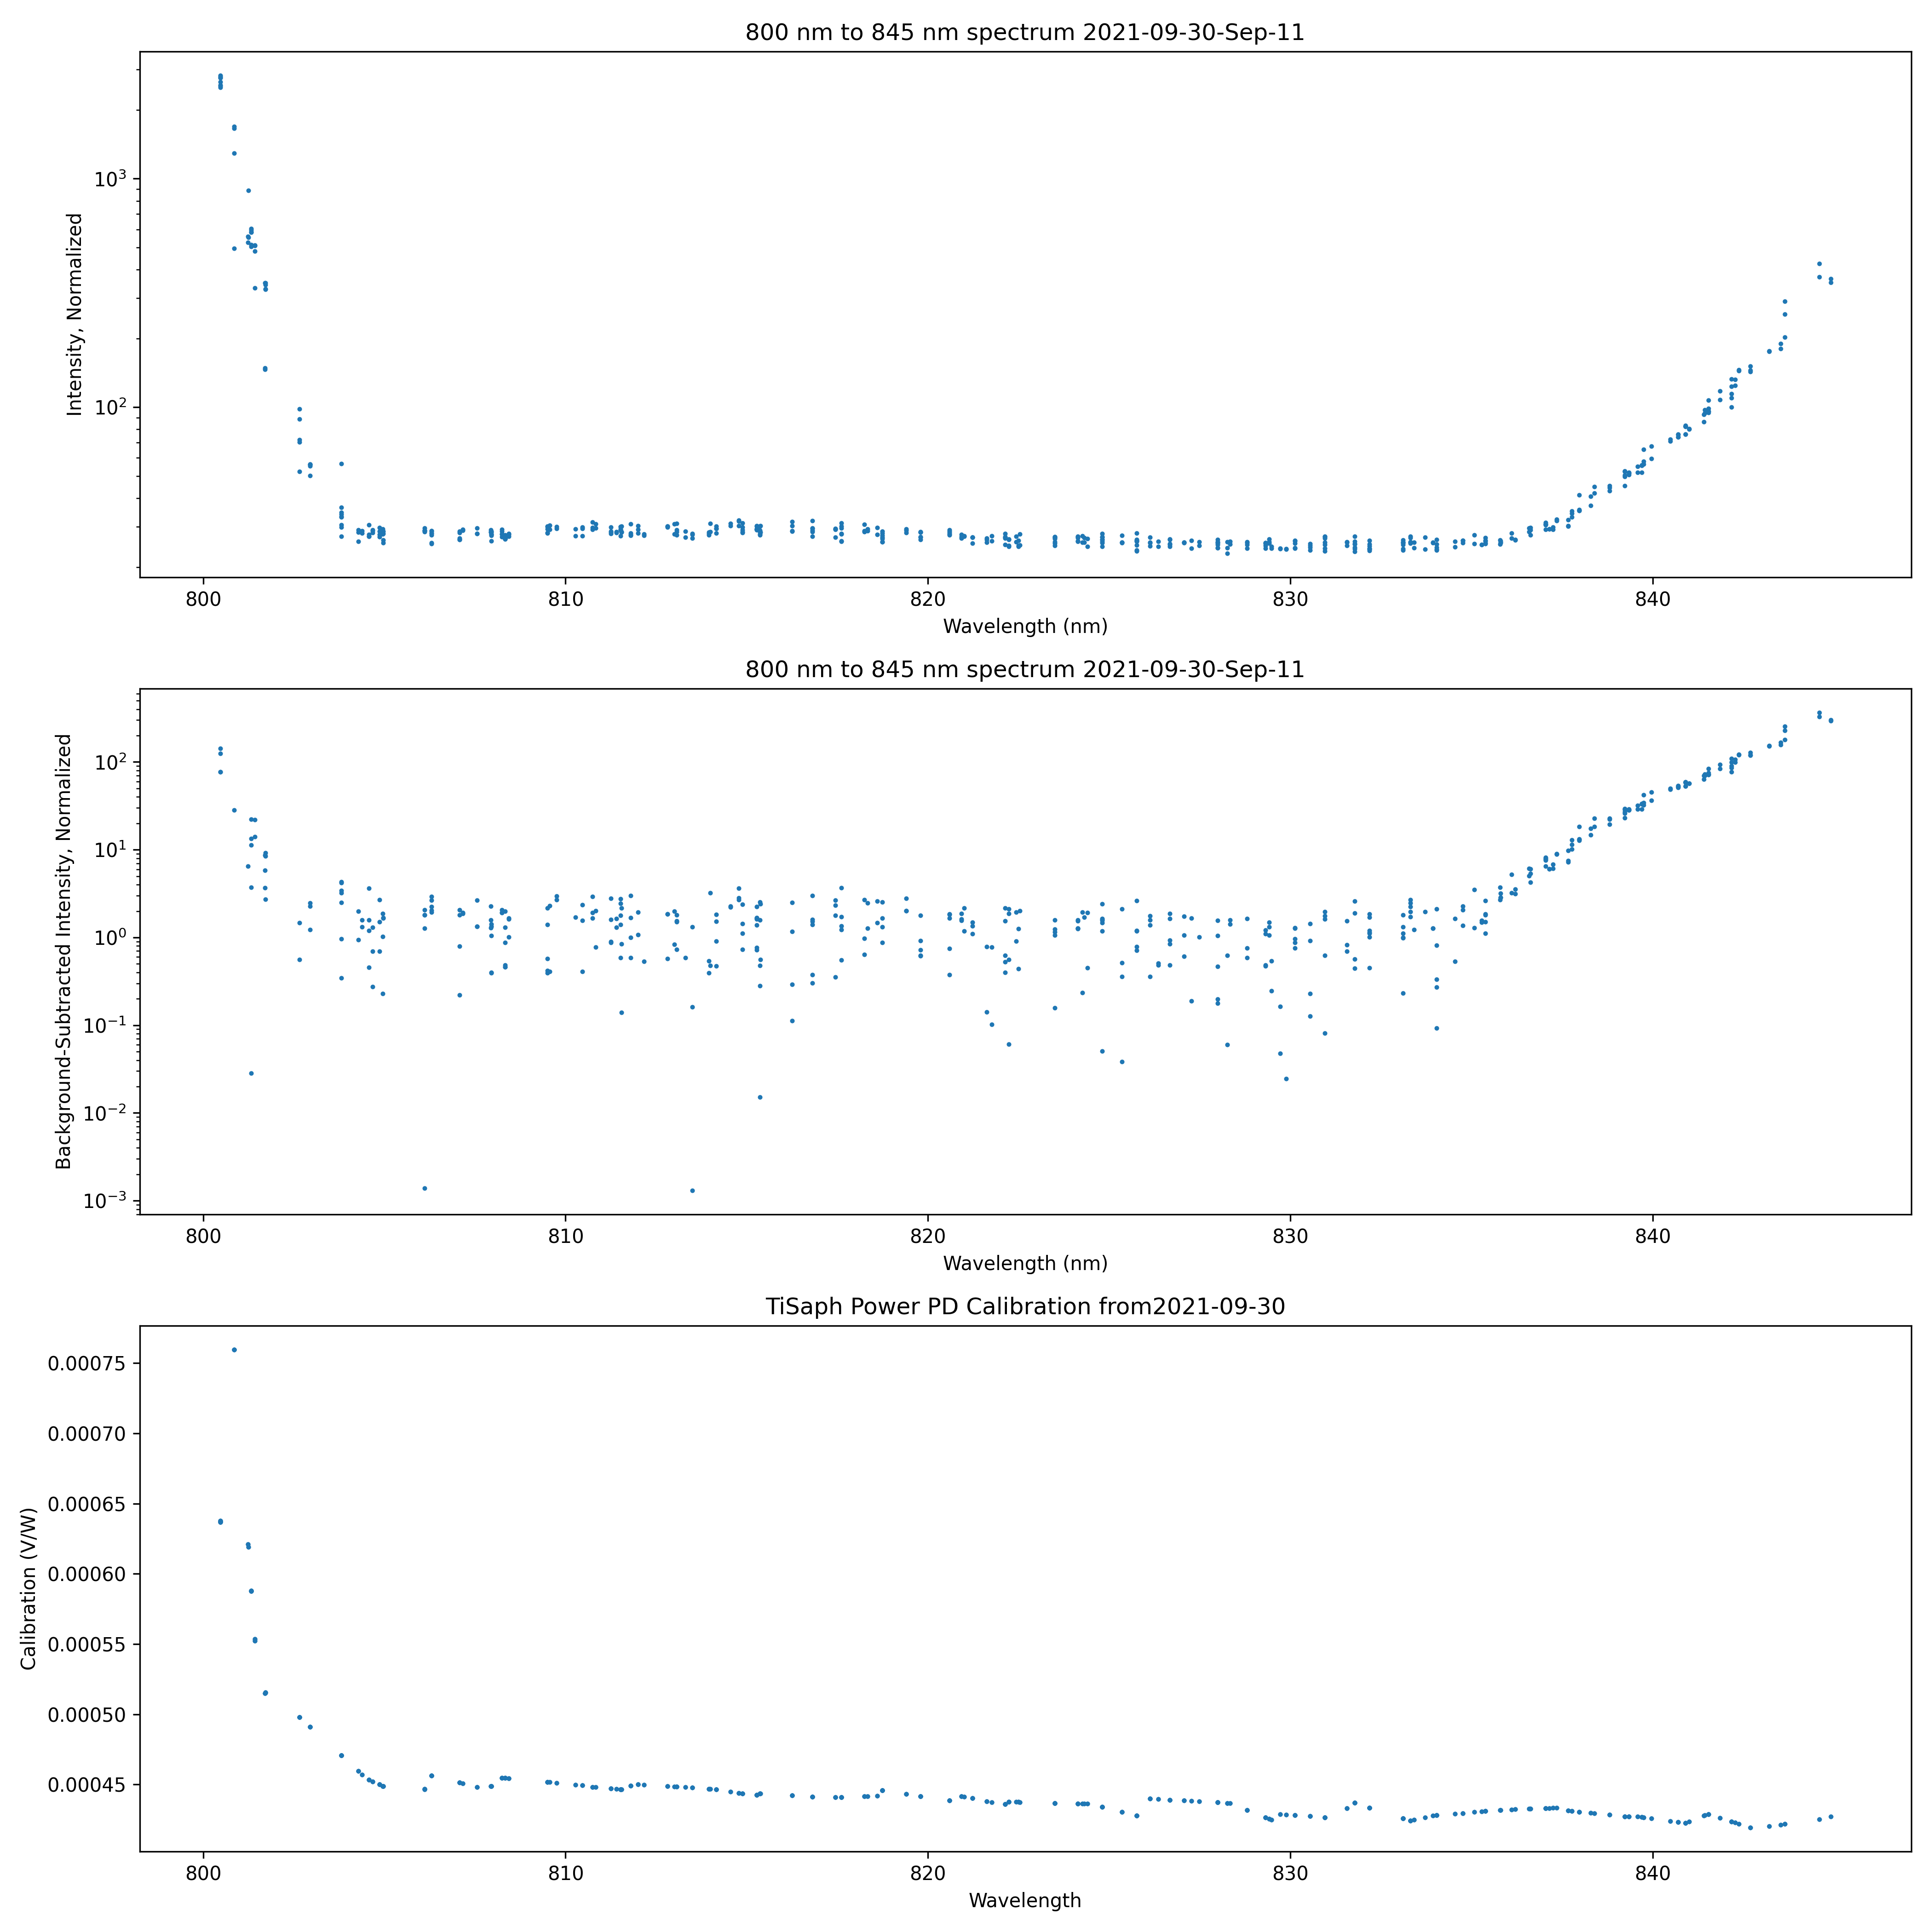 800 nm to 845 nm spectrum 2021-09-30-Sep-11
Intensity, Normalized
10³
10²
800 810 820 830 840
Wavelength (nm)
800 nm to 845 nm spectrum 2021-09-30-Sep-11
Background-Subtracted Intensity, Normalized
10²
10¹
10⁰
10⁻¹
10⁻²
10⁻³
800 810 820 830 840
Wavelength (nm)
TiSaph Power PD Calibration from2021-09-30
Calibration (V/W)
0.00075
0.00070
0.00065
0.00060
0.00055
0.00050
0.00045
800 810 820 830 840
Wavelength